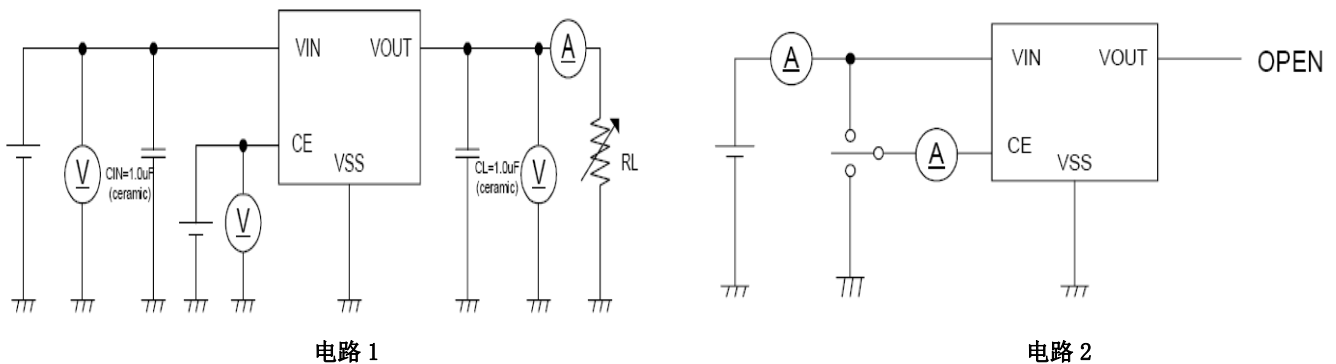 VIN
VOUT
A
CE
V
CIN=1.0uF
(ceramic)
V
VSS
CL=1.0uF
(ceramic)
V
RL
电路 1
A
VIN
VOUT
OPEN
A
CE
VSS
电路 2